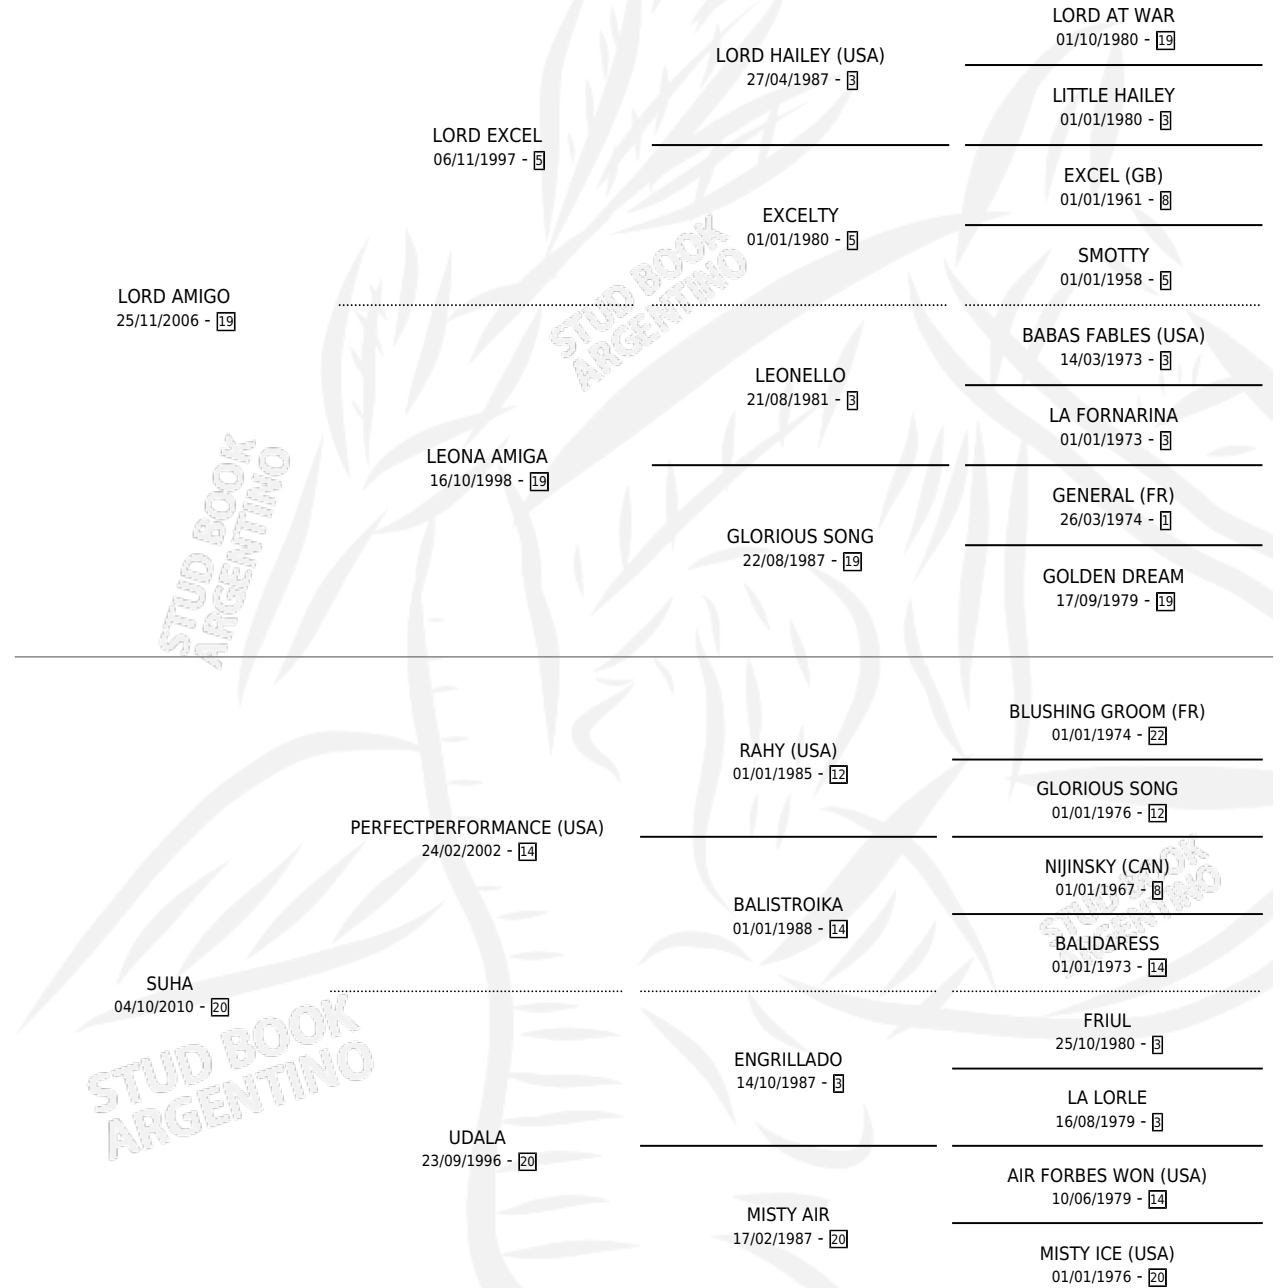 LORD AT WAR
01/10/1980 - 19
LORD HAILEY (USA)
27/04/1987 - 3
LITTLE HAILEY
01/01/1980 - 3
LORD EXCEL
06/11/1997 - 5
EXCEL (GB)
01/01/1961 - 8
EXCELTY
01/01/1980 - 5
SMOTTY
01/01/1958 - 5
LORD AMIGO
25/11/2006 - 19
BABAS FABLES (USA)
14/03/1973 - 3
LEONELLO
21/08/1981 - 3
LA FORNARINA
01/01/1973 - 3
LEONA AMIGA
16/10/1998 - 19
GENERAL (FR)
26/03/1974 - 1
GLORIOUS SONG
22/08/1987 - 19
GOLDEN DREAM
17/09/1979 - 19
BLUSHING GROOM (FR)
01/01/1974 - 22
RAHY (USA)
01/01/1985 - 12
GLORIOUS SONG
01/01/1976 - 12
PERFECTPERFORMANCE (USA)
24/02/2002 - 14
NIJINSKY (CAN)
01/01/1967 - 8
BALISTROIKA
01/01/1988 - 14
BALIDARESS
01/01/1973 - 14
SUHA
04/10/2010 - 20
FRIUL
25/10/1980 - 3
ENGRILLADO
14/10/1987 - 3
LA LORLE
16/08/1979 - 3
UDALA
23/09/1996 - 20
AIR FORBES WON (USA)
10/06/1979 - 14
MISTY AIR
17/02/1987 - 20
MISTY ICE (USA)
01/01/1976 - 20
STUD BOOK
ARGENTINO
STUD BOOK
ARGENTINO
STUD BOOK
ARGENTINO
STUD BOOK
ARGENTINO